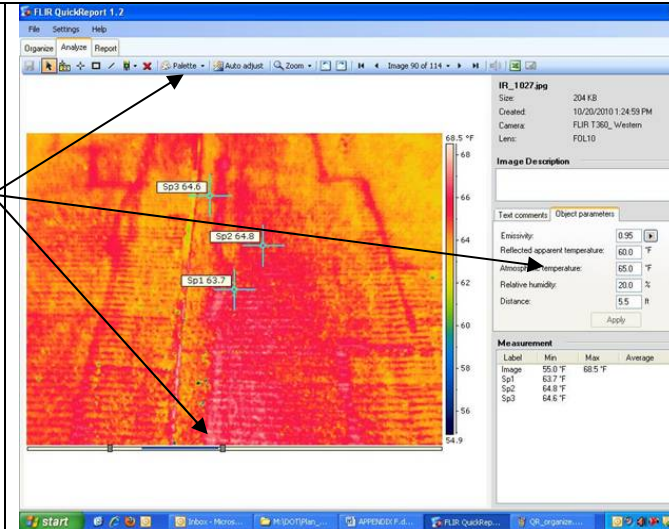 FLIR QuickReport 1.2
File Settings Help
Organize Analyze Report
Palette Auto adjust Zoom Image 90 of 114
IR_1027.jpg
Size: 204 KB
Created: 10/20/2010 1:24:59 PM
Camera: FLIR T360_Western
Lens: FOL10
Image Description
68.5 °F
68
66
64
62
60
58
56
54.9
Sp3 64.6
Sp2 64.8
Sp1 63.7
Text comments Object parameters
Emissivity: 0.95
Reflected apparent temperature: 60.0 °F
Atmospheric temperature: 65.0 °F
Relative humidity: 20.0 %
Distance: 5.5 ft
Apply
Measurement
Label Min Max Average
Image 55.0 °F 68.5 °F
Sp1 63.7 °F
Sp2 64.8 °F
Sp3 64.6 °F
start Inbox - Micros... M:\DOT\Plan_... APPENDIX F.d... FLIR QuickRep... QR_organize....